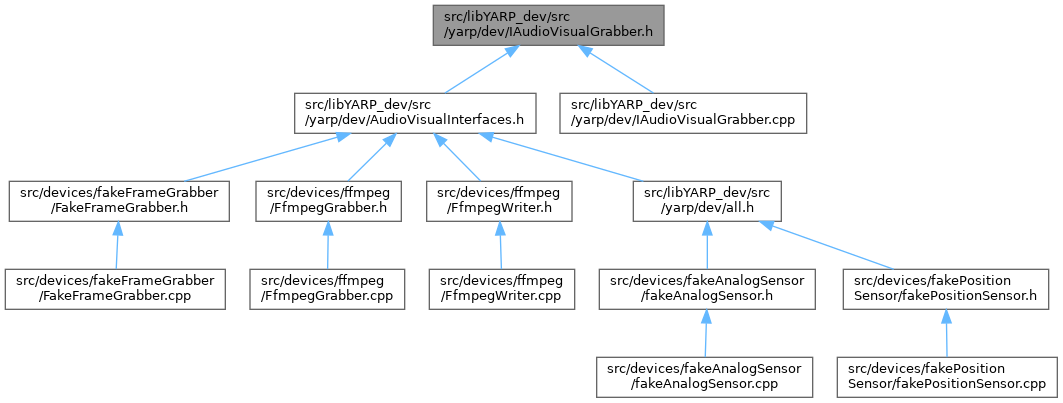 src/libYARP_dev/src
/yarp/dev/IAudioVisualGrabber.h
src/libYARP_dev/src
/yarp/dev/AudioVisualInterfaces.h
src/libYARP_dev/src
/yarp/dev/IAudioVisualGrabber.cpp
src/devices/fakeFrameGrabber
/FakeFrameGrabber.h
src/devices/ffmpeg
/FfmpegGrabber.h
src/devices/ffmpeg
/FfmpegWriter.h
src/libYARP_dev/src
/yarp/dev/all.h
src/devices/fakeFrameGrabber
/FakeFrameGrabber.cpp
src/devices/ffmpeg
/FfmpegGrabber.cpp
src/devices/ffmpeg
/FfmpegWriter.cpp
src/devices/fakeAnalogSensor
/fakeAnalogSensor.h
src/devices/fakePosition
Sensor/fakePositionSensor.h
src/devices/fakeAnalogSensor
/fakeAnalogSensor.cpp
src/devices/fakePosition
Sensor/fakePositionSensor.cpp